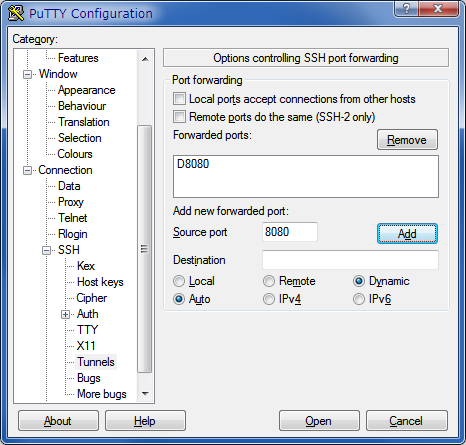 PuTTY Configuration
Category:
Features
Window
Appearance
Behaviour
Translation
Selection
Colours
Connection
Data
Proxy
Telnet
Rlogin
SSH
Kex
Host keys
Cipher
Auth
TTY
X11
Tunnels
Bugs
More bugs
Options controlling SSH port forwarding
Port forwarding
Local ports accept connections from other hosts
Remote ports do the same (SSH-2 only)
Forwarded ports:
Remove
D8080
Add new forwarded port:
Source port 8080 Add
Destination
Local Remote Dynamic
Auto IPv4 IPv6
About Help Open Cancel